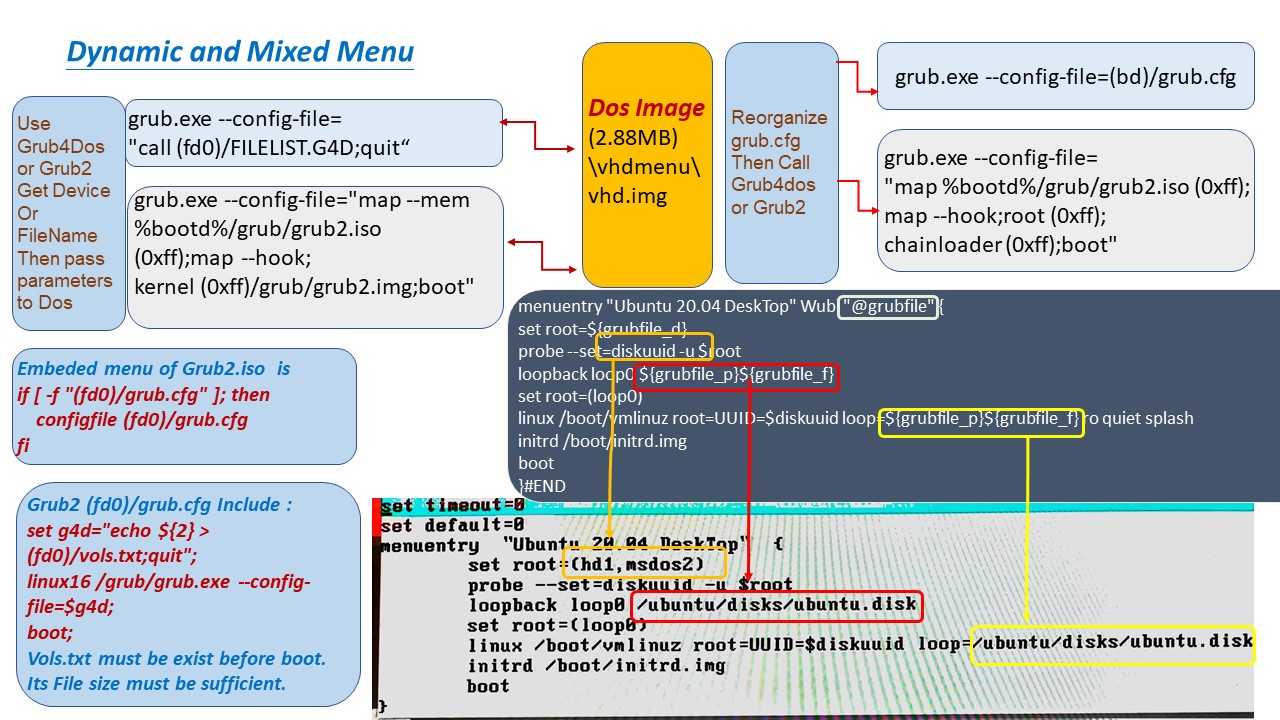 Dynamic and Mixed Menu
Use
Grub4Dos
or Grub2
Get Device
Or
FileName
Then pass
parameters
to Dos
grub.exe --config-file=
"call (fd0)/FILELIST.G4D;quit“
grub.exe --config-file="map --mem
%bootd%/grub/grub2.iso
(0xff);map --hook;
kernel (0xff)/grub/grub2.img;boot"
Dos Image
(2.88MB)
\vhdmenu\
vhd.img
Reorganize
grub.cfg
Then Call
Grub4dos
or Grub2
grub.exe --config-file=(bd)/grub.cfg
grub.exe --config-file=
"map %bootd%/grub/grub2.iso (0xff);
map --hook;root (0xff);
chainloader (0xff);boot"
Embeded menu of Grub2.iso is
if [ -f "(fd0)/grub.cfg" ]; then
configfile (fd0)/grub.cfg
fi
Grub2 (fd0)/grub.cfg Include :
set g4d="echo ${2} >
(fd0)/vols.txt;quit";
linux16 /grub/grub.exe --config-
file=$g4d;
boot;
Vols.txt must be exist before boot.
Its File size must be sufficient.
menuentry "Ubuntu 20.04 DeskTop" Wub "@grubfile"{
set root=${grubfile_d}
probe --set=diskuuid -u $root
loopback loop0 ${grubfile_p}${grubfile_f}
set root=(loop0)
linux /boot/vmlinuz root=UUID=$diskuuid loop=${grubfile_p}${grubfile_f} ro quiet splash
initrd /boot/initrd.img
boot
}#END
set timeout=0
set default=0
menuentry "Ubuntu 20.04 DeskTop" {
set root=(hd1,msdos2)
probe --set=diskuuid -u $root
loopback loop0 /ubuntu/disks/ubuntu.disk
set root=(loop0)
linux /boot/vmlinuz root=UUID=$diskuuid loop=/ubuntu/disks/ubuntu.disk
initrd /boot/initrd.img
boot
}